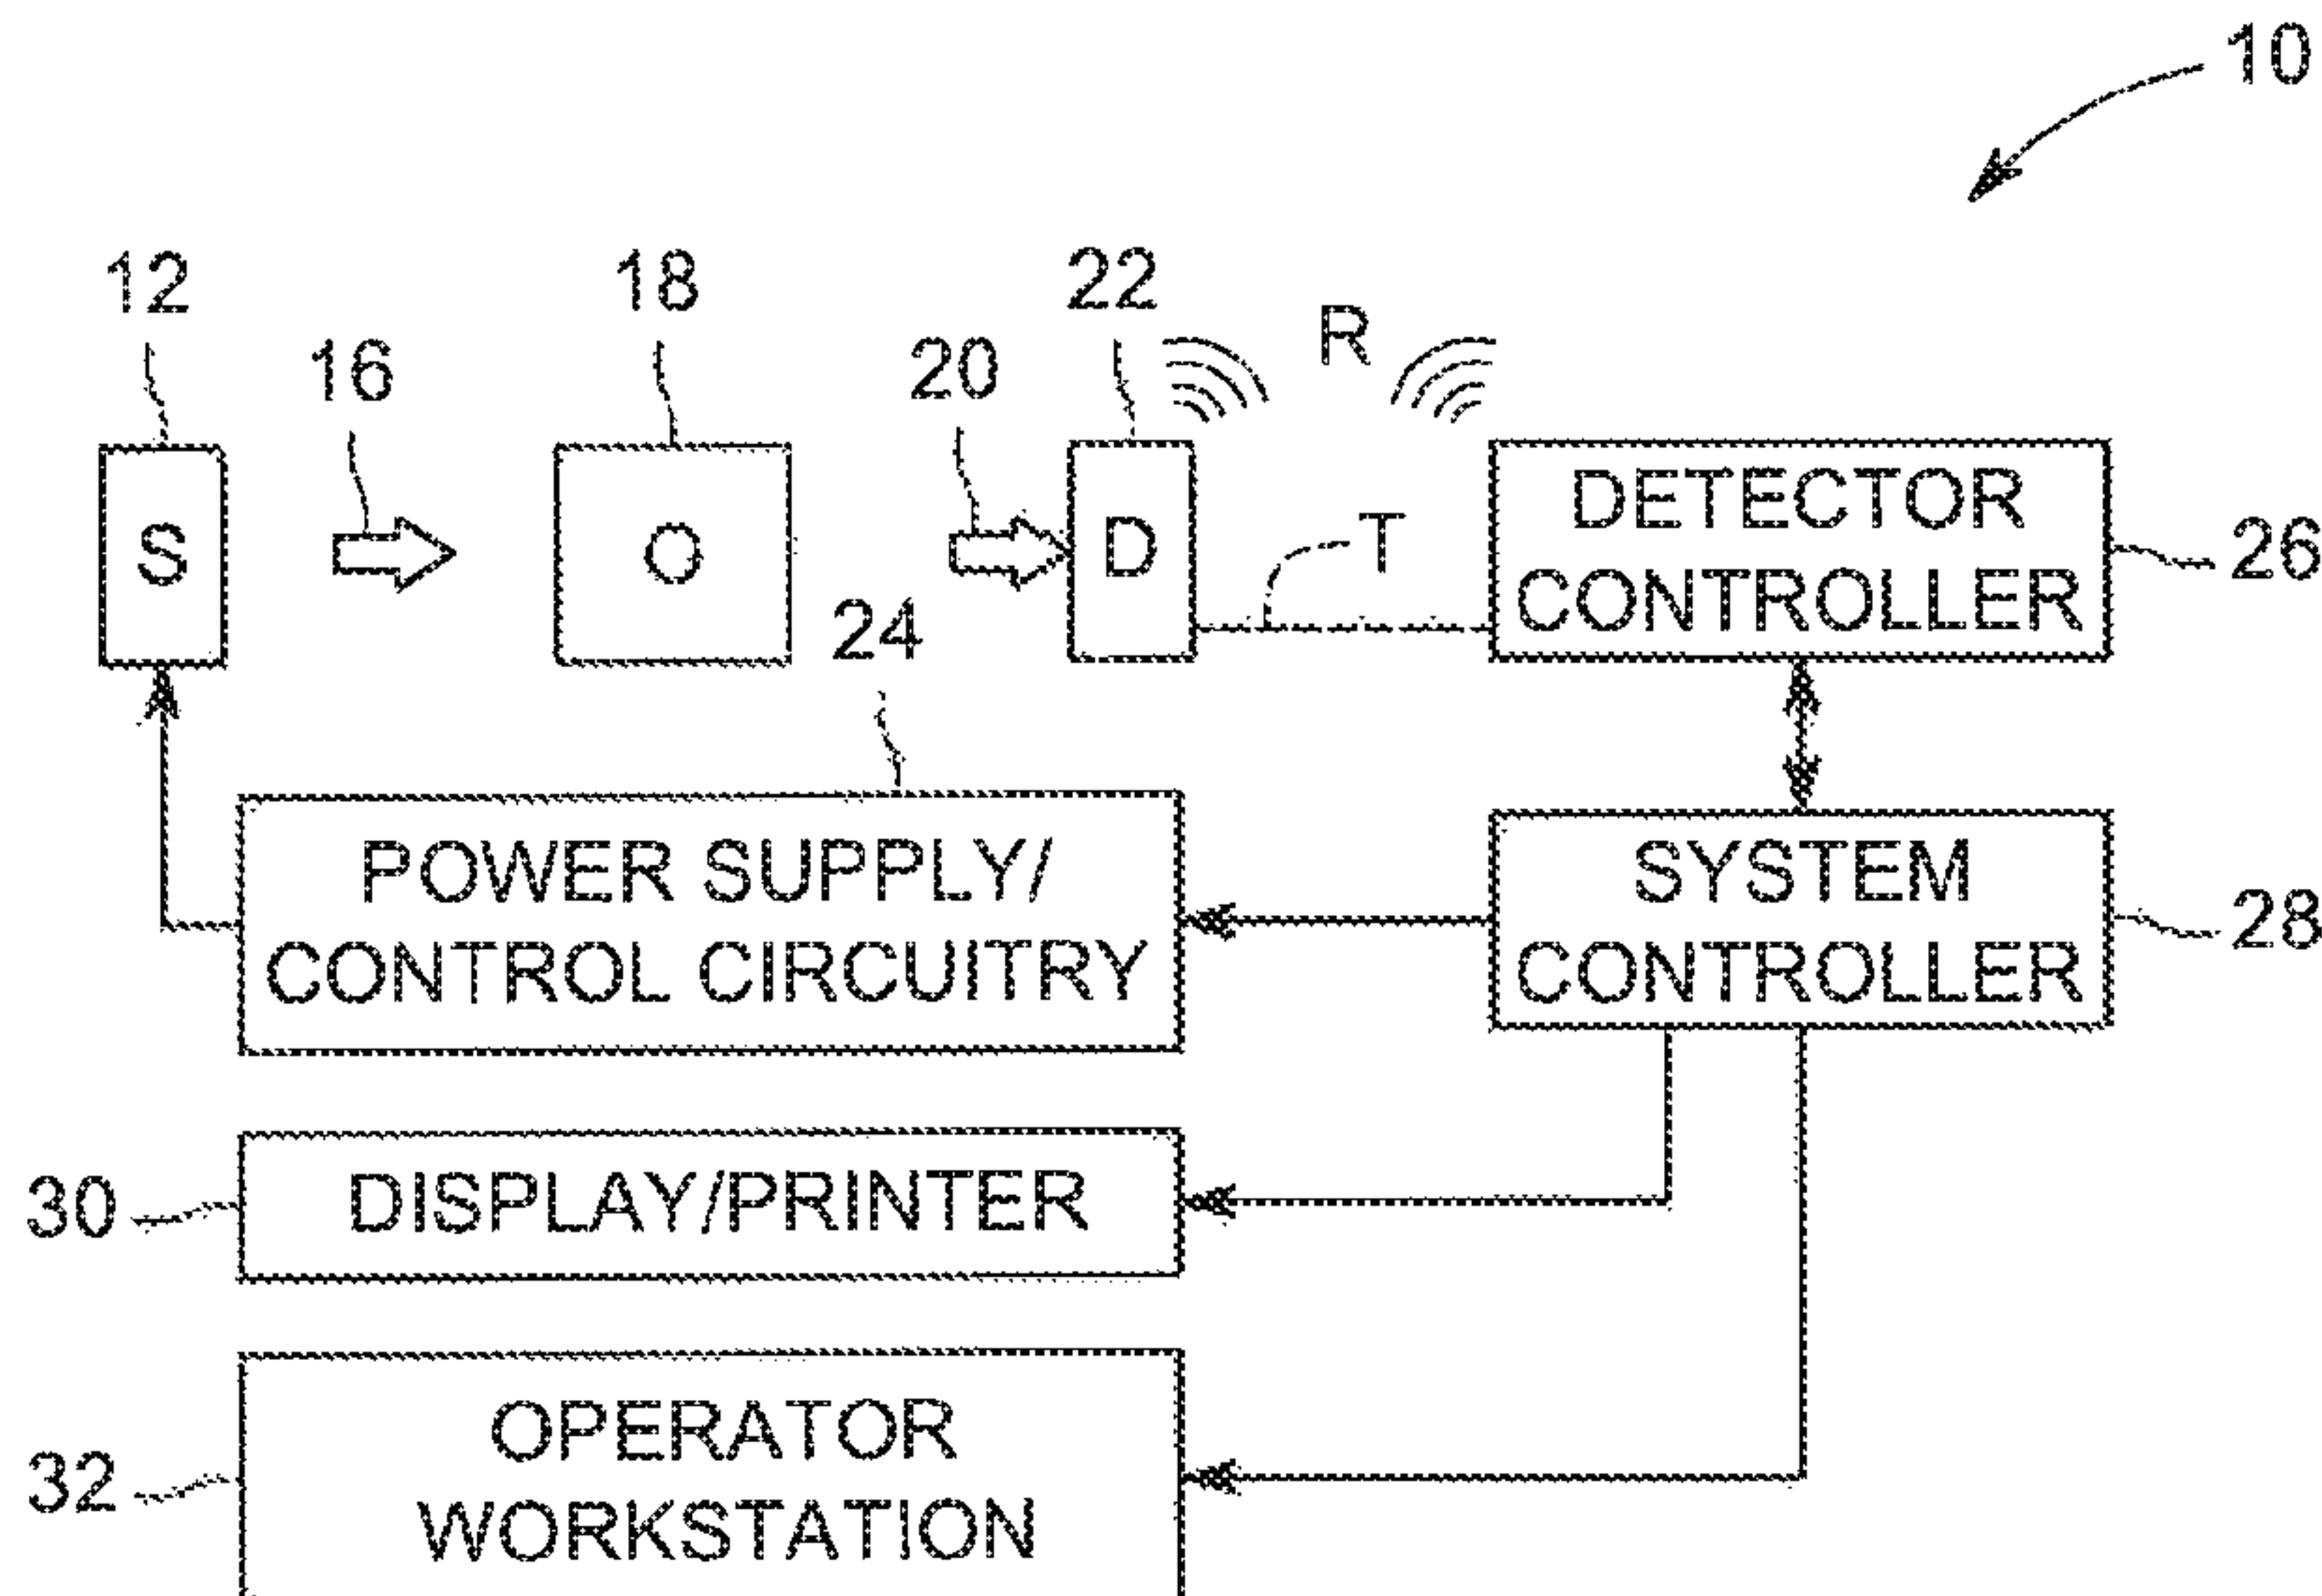 10
12
18
22
R
16
20
S
O
D
T
DETECTOR
CONTROLLER
26
24
POWER SUPPLY/
CONTROL CIRCUITRY
SYSTEM
CONTROLLER
28
30
DISPLAY/PRINTER
32
OPERATOR
WORKSTATION